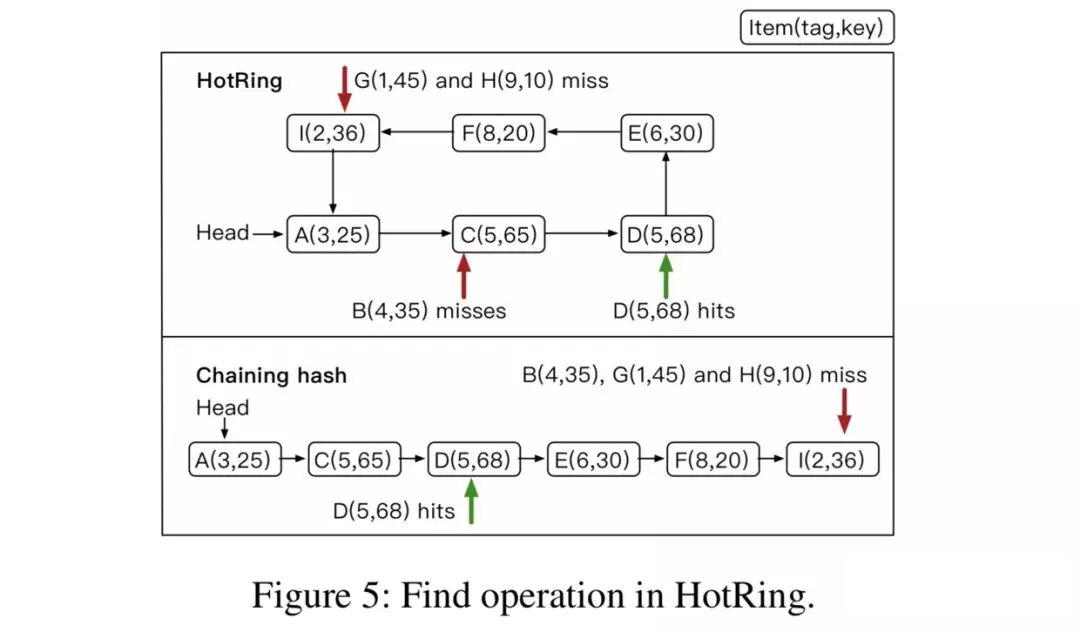 Item(tag,key)
HotRing
G(1,45) and H(9,10) miss
I(2,36)
F(8,20)
E(6,30)
Head
A(3,25)
C(5,65)
D(5,68)
B(4,35) misses
D(5,68) hits
Chaining hash
B(4,35), G(1,45) and H(9,10) miss
Head
A(3,25)
C(5,65)
D(5,68)
E(6,30)
F(8,20)
I(2,36)
D(5,68) hits
Figure 5: Find operation in HotRing.